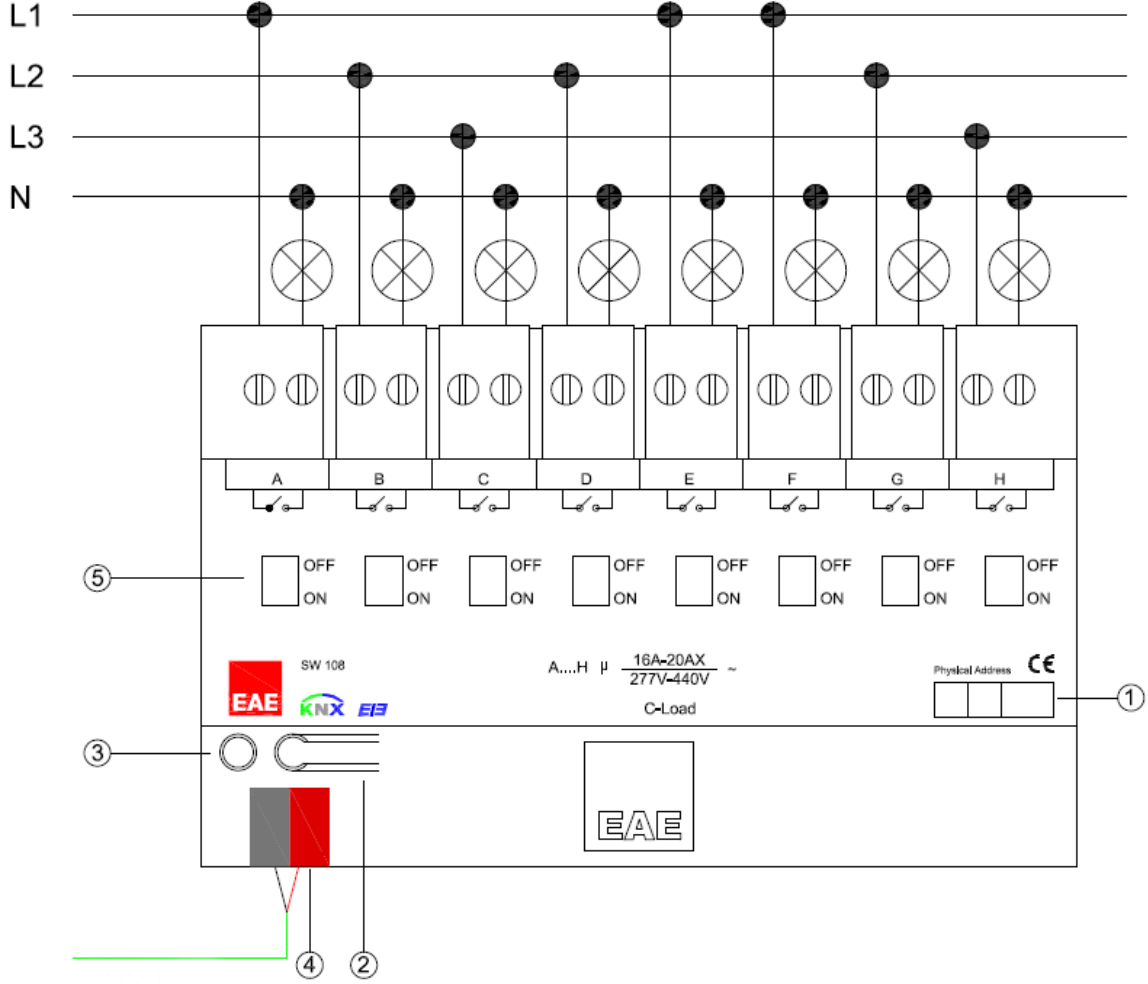 L1
L2
L3
N
A B C D E F G H
OFF OFF OFF OFF OFF OFF OFF OFF
ON ON ON ON ON ON ON ON
5
EAE
SW 108
KNX EIB
A....H μ 16A-20AX
277V-440V ~
C-Load
Physical Address CE
1
3
EAE
4 2